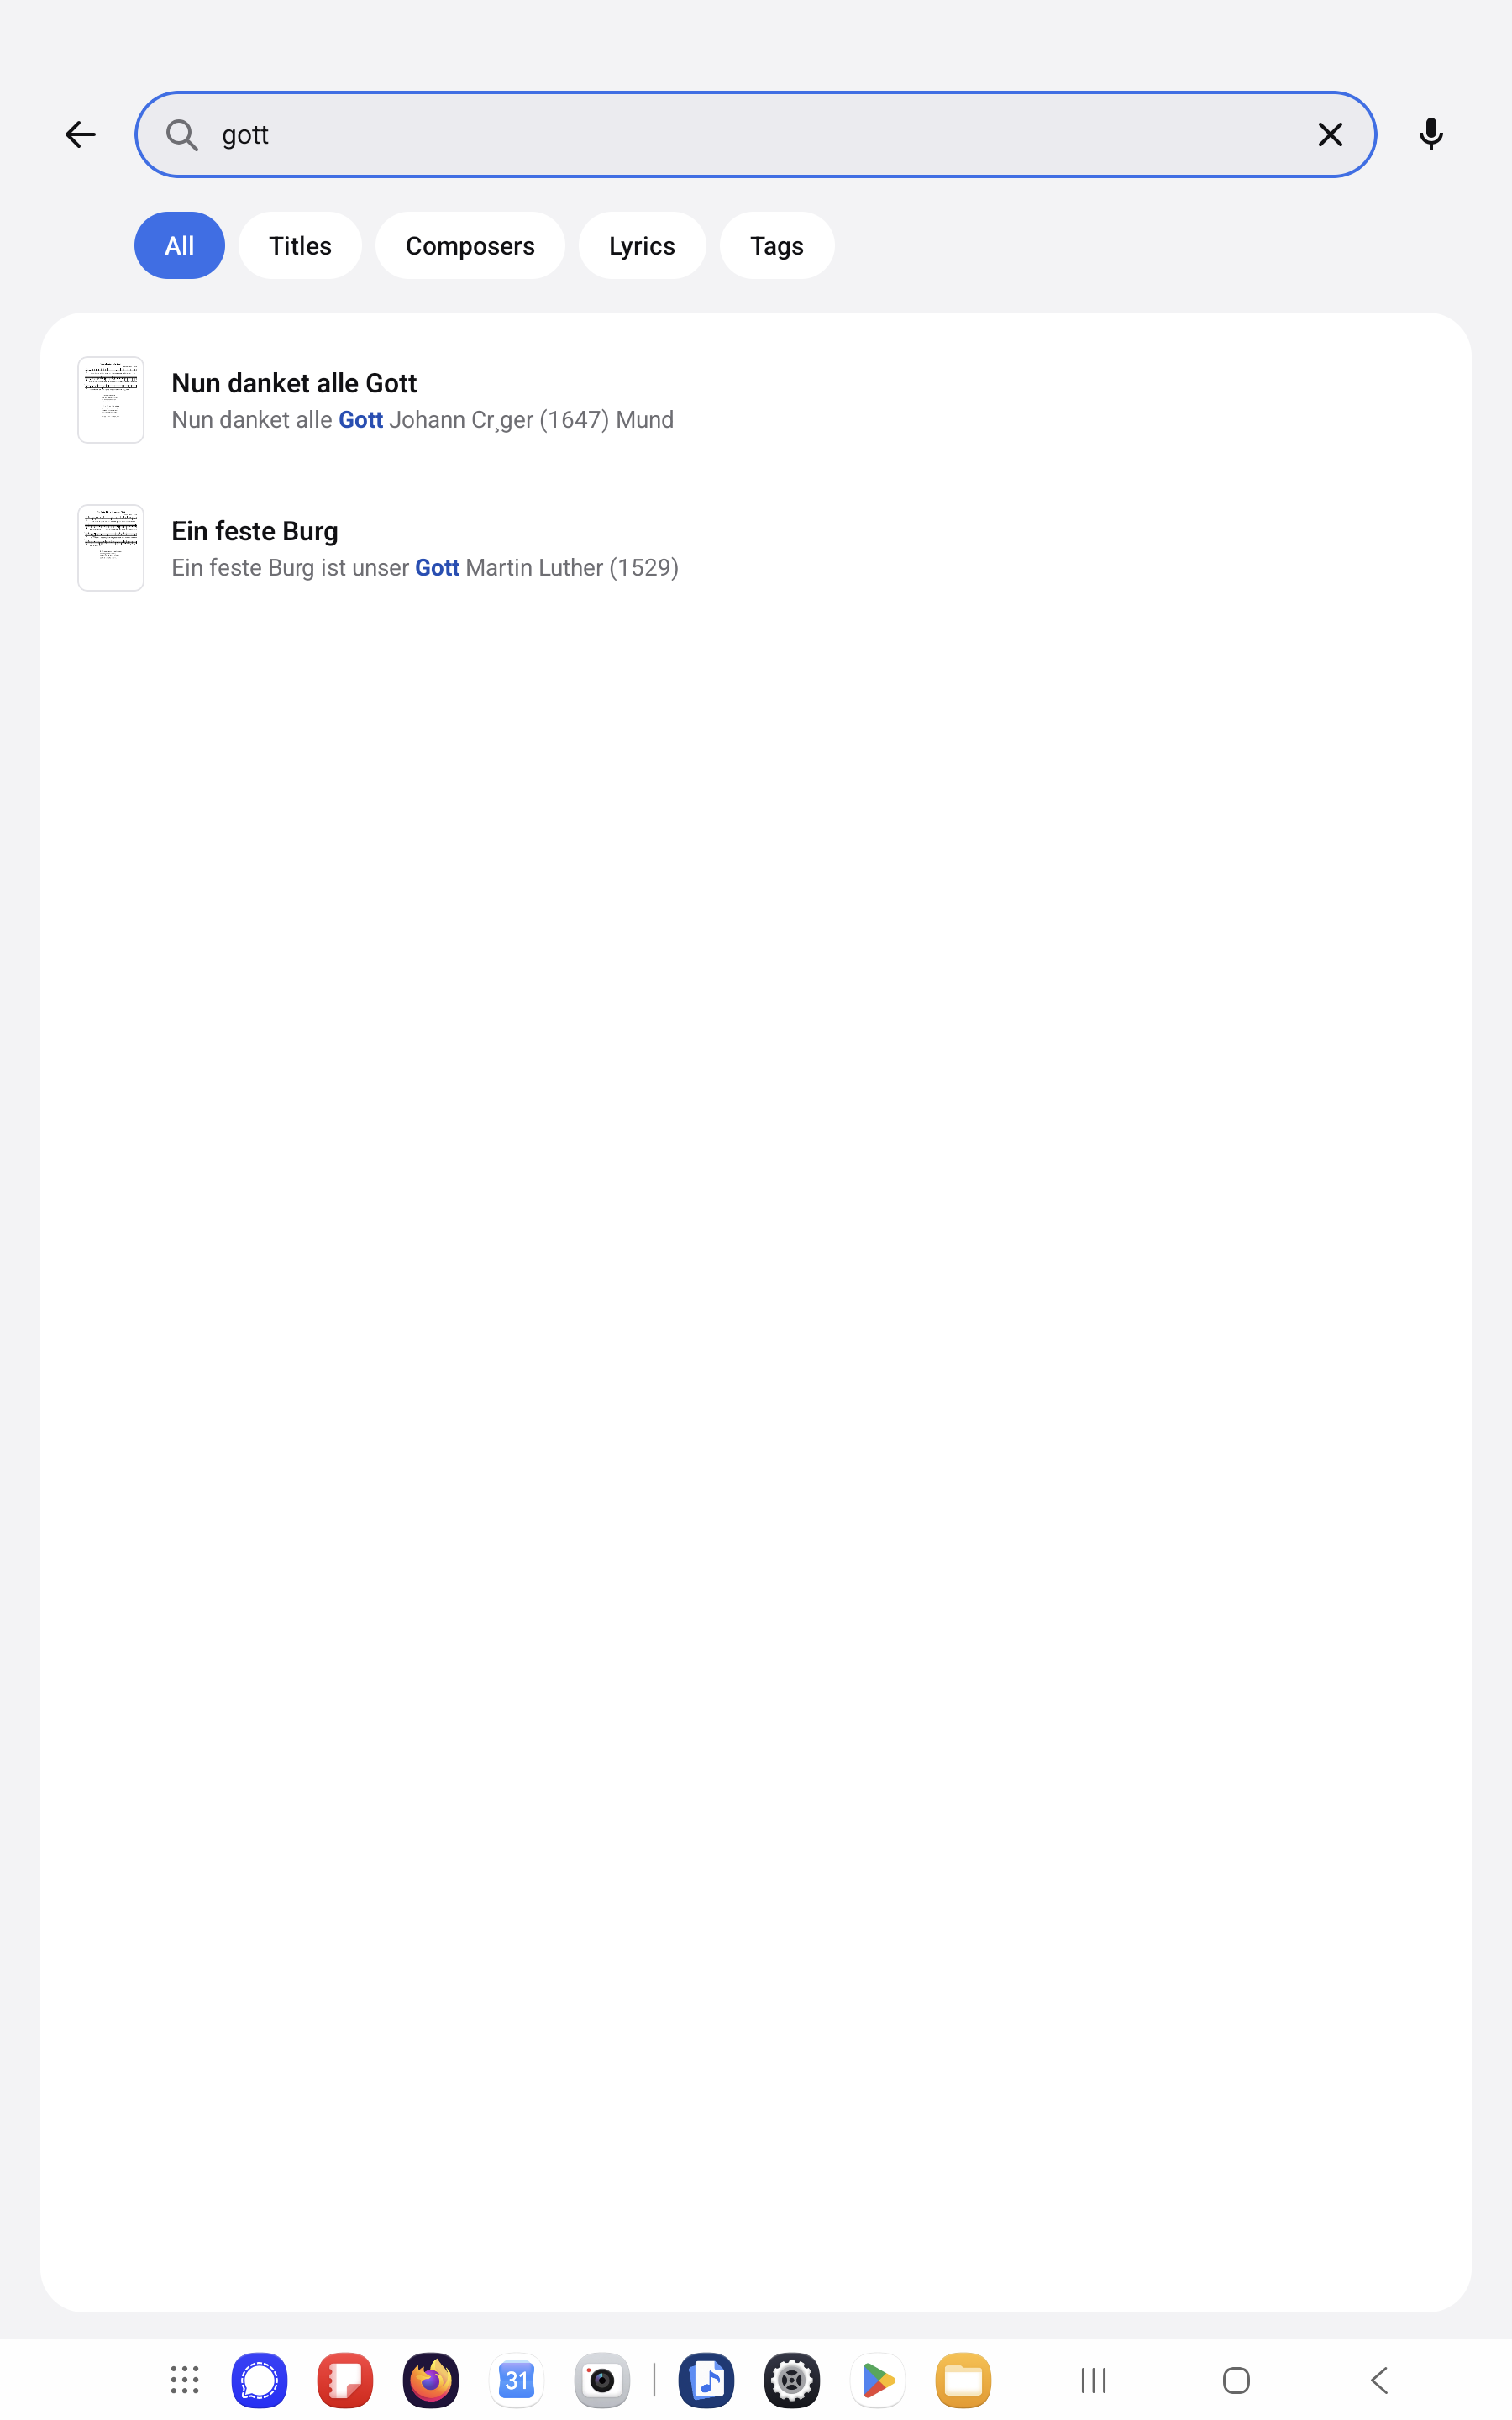 gott
All Titles Composers Lyrics Tags
Nun danket alle Gott
Nun danket alle Gott Johann Cr¸ger (1647) Mund
Ein feste Burg
Ein feste Burg ist unser Gott Martin Luther (1529)
31